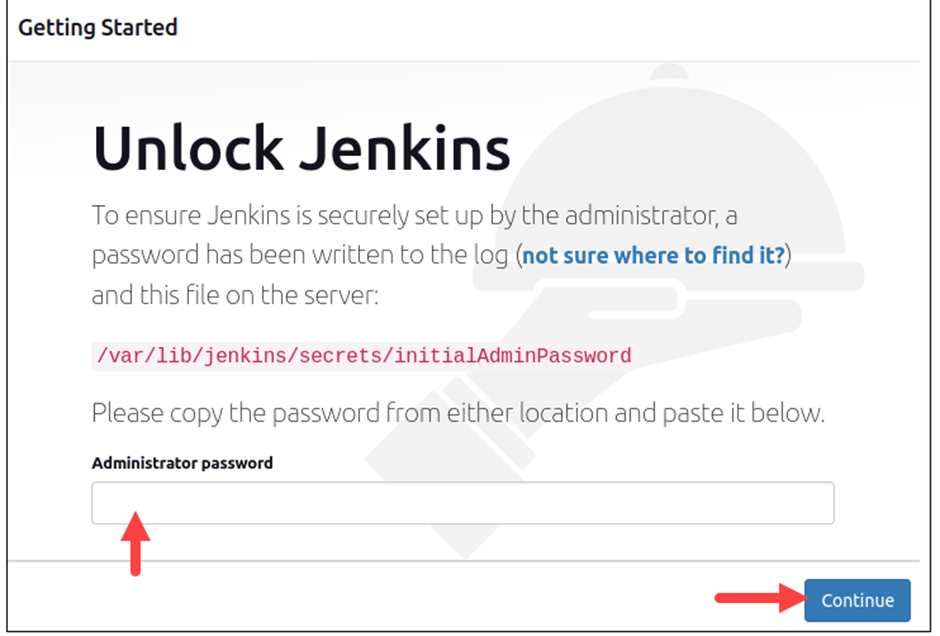 Getting Started
Unlock Jenkins
To ensure Jenkins is securely set up by the administrator, a
password has been written to the log (not sure where to find it?)
and this file on the server:
/var/lib/jenkins/secrets/initialAdminPassword
Please copy the password from either location and paste it below.
Administrator password
Continue